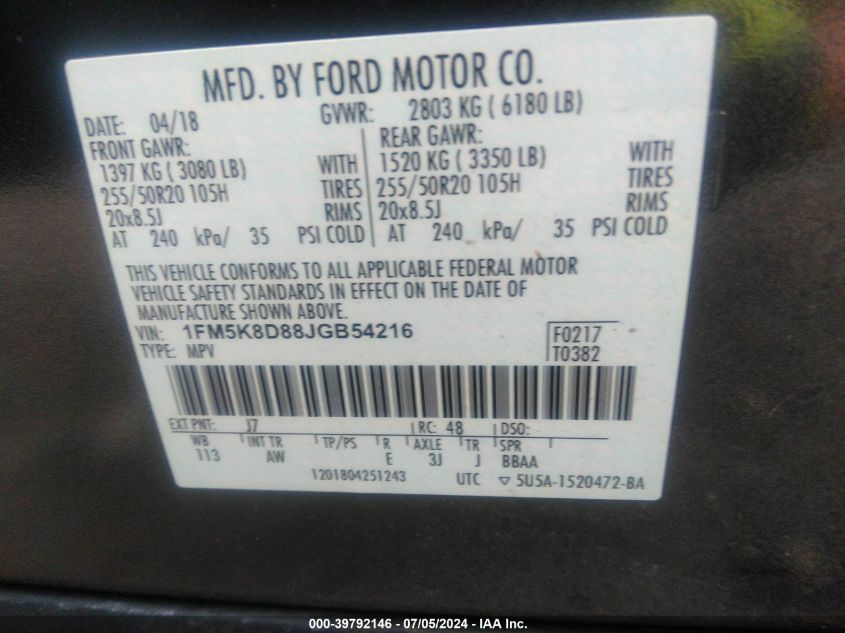 MFD. BY FORD MOTOR CO.
DATE: 04/18 GVWR: 2803 KG ( 6180 LB)
FRONT GAWR: REAR GAWR:
1397 KG ( 3080 LB) WITH 1520 KG ( 3350 LB) WITH
255/50R20 105H TIRES 255/50R20 105H TIRES
20x8.5J RIMS 20x8.5J RIMS
AT 240 kPa/ 35 PSI COLD AT 240 kPa/ 35 PSI COLD
THIS VEHICLE CONFORMS TO ALL APPLICABLE FEDERAL MOTOR
VEHICLE SAFETY STANDARDS IN EFFECT ON THE DATE OF
MANUFACTURE SHOWN ABOVE.
VIN: 1FM5K8D88JGB54216 F0217
TYPE: MPV T0382
EXT PNT: J7 RC: 48 DSO:
WB INT TR TP/PS R AXLE TR SPR
113 AW E 3J J BBAA
1201804251243 UTC ▽ 5U5A-1520472-BA
000-39792146 - 07/05/2024 - IAA Inc.